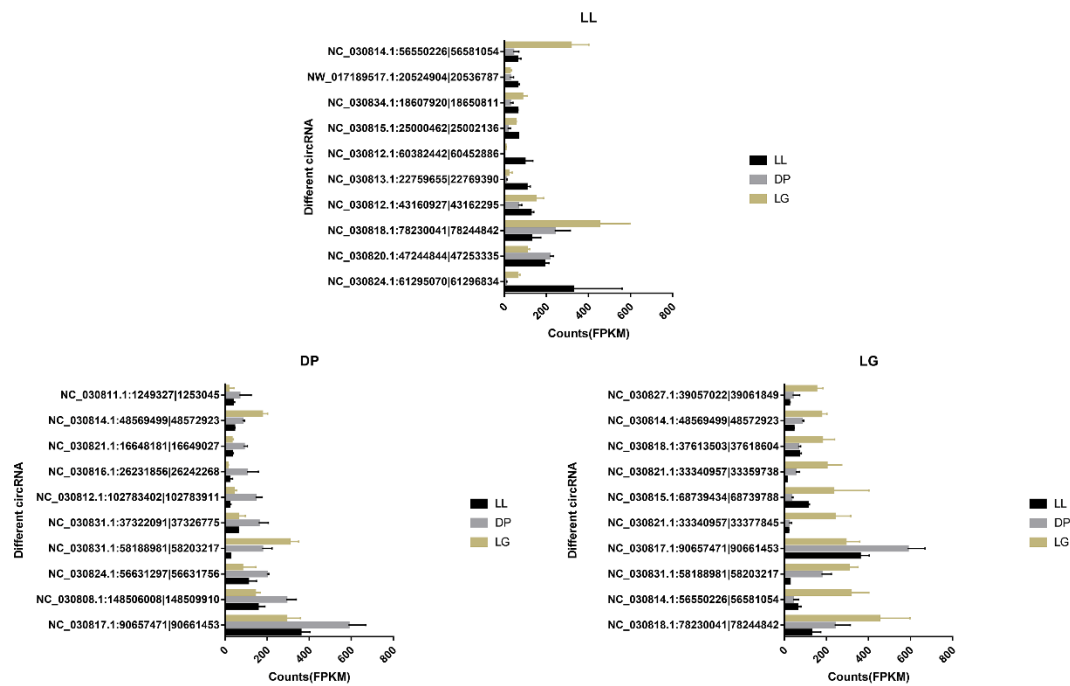 LL
Different circRNA
NC_030814.1:56550226|56581054
NW_017189517.1:20524904|20536787
NC_030834.1:18607920|18650811
NC_030815.1:25000462|25002136
NC_030812.1:60382442|60452886
NC_030813.1:22759655|22769390
NC_030812.1:43160927|43162295
NC_030818.1:78230041|78244842
NC_030820.1:47244844|47253335
NC_030824.1:61295070|61296834
0
200
400
600
800
Counts(FPKM)
LL
DP
LG
DP
Different circRNA
NC_030811.1:1249327|1253045
NC_030814.1:48569499|48572923
NC_030821.1:16648181|16649027
NC_030816.1:26231856|26242268
NC_030812.1:102783402|102783911
NC_030831.1:37322091|37326775
NC_030831.1:58188981|58203217
NC_030824.1:56631297|56631756
NC_030808.1:148506008|148509910
NC_030817.1:90657471|90661453
0
200
400
600
800
Counts(FPKM)
LL
DP
LG
LG
Different circRNA
NC_030827.1:39057022|39061849
NC_030814.1:48569499|48572923
NC_030818.1:37613503|37618604
NC_030821.1:33340957|33359738
NC_030815.1:68739434|68739788
NC_030821.1:33340957|33377845
NC_030817.1:90657471|90661453
NC_030831.1:58188981|58203217
NC_030814.1:56550226|56581054
NC_030818.1:78230041|78244842
0
200
400
600
800
Counts(FPKM)
LL
DP
LG